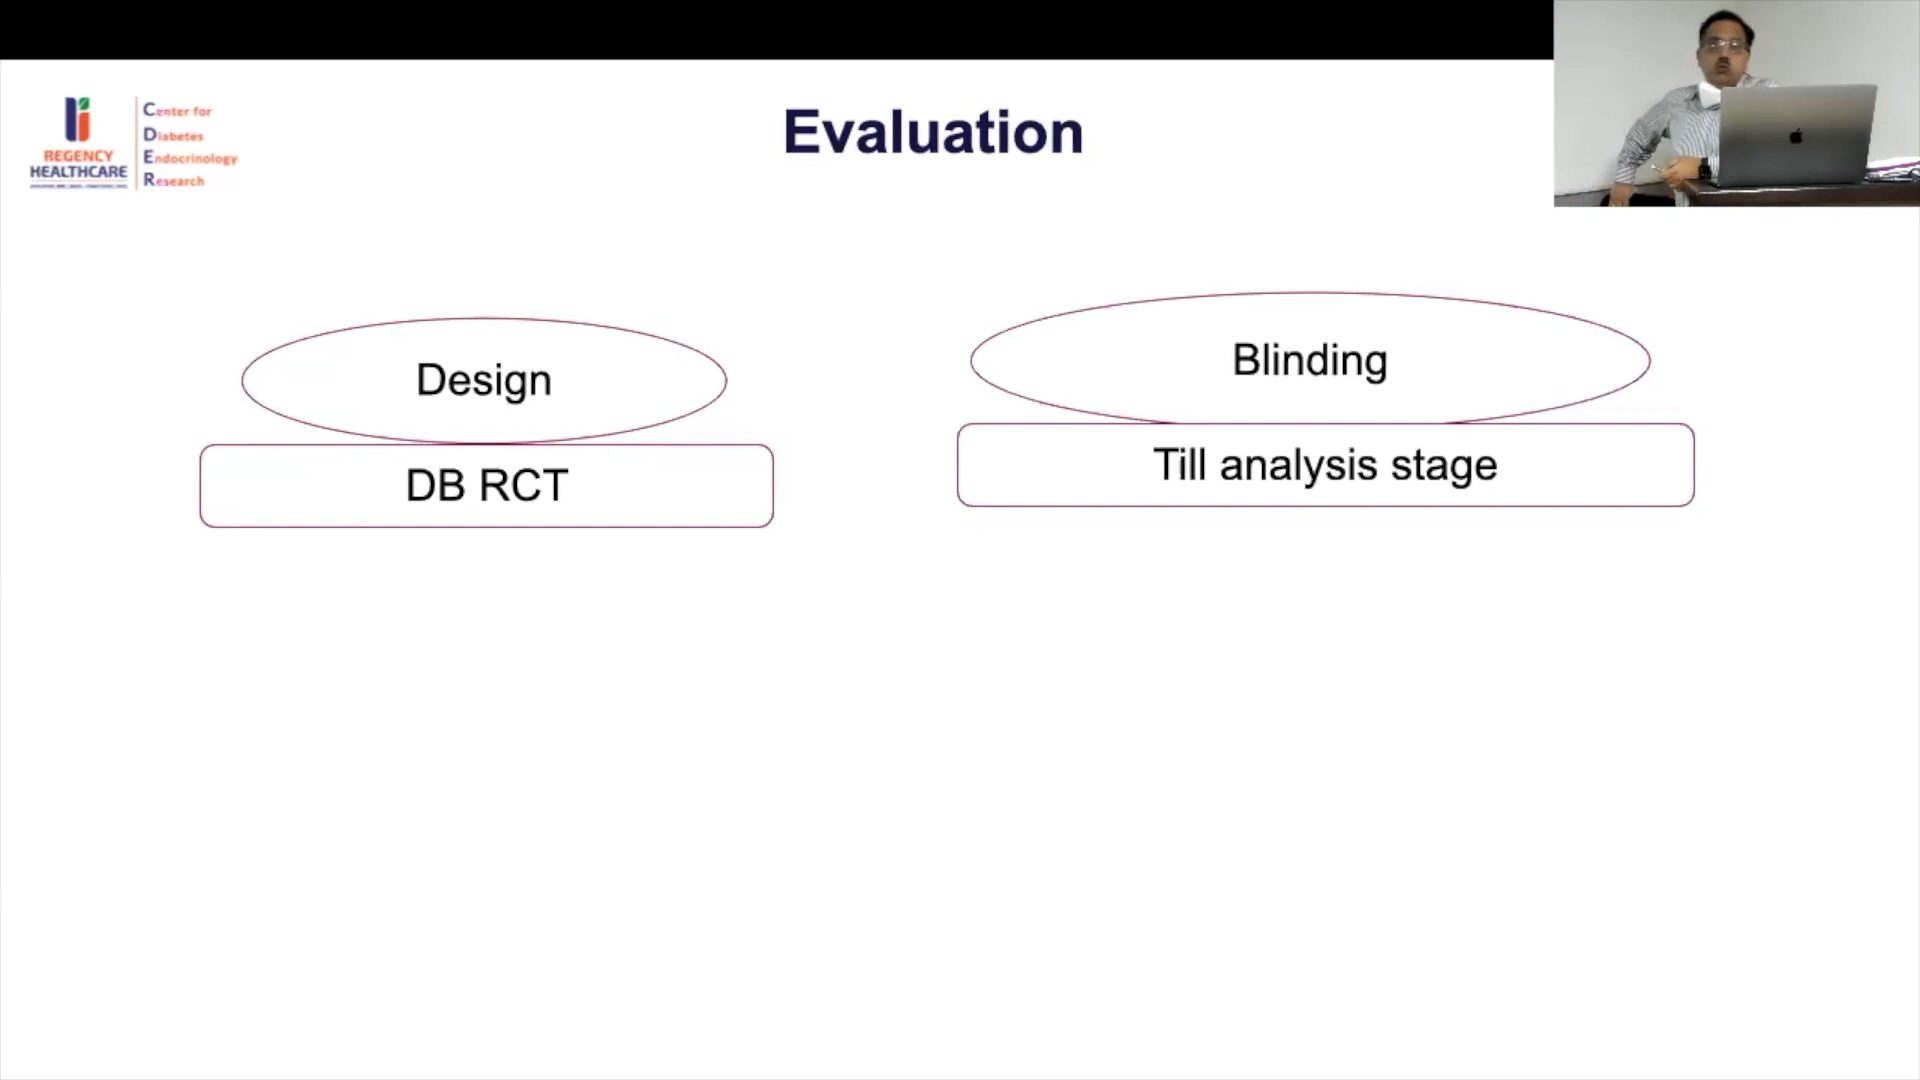 REGENCY
HEALTHCARE
Center for
Diabetes
Endocrinology
Research
Evaluation
Design
DB RCT
Blinding
Till analysis stage